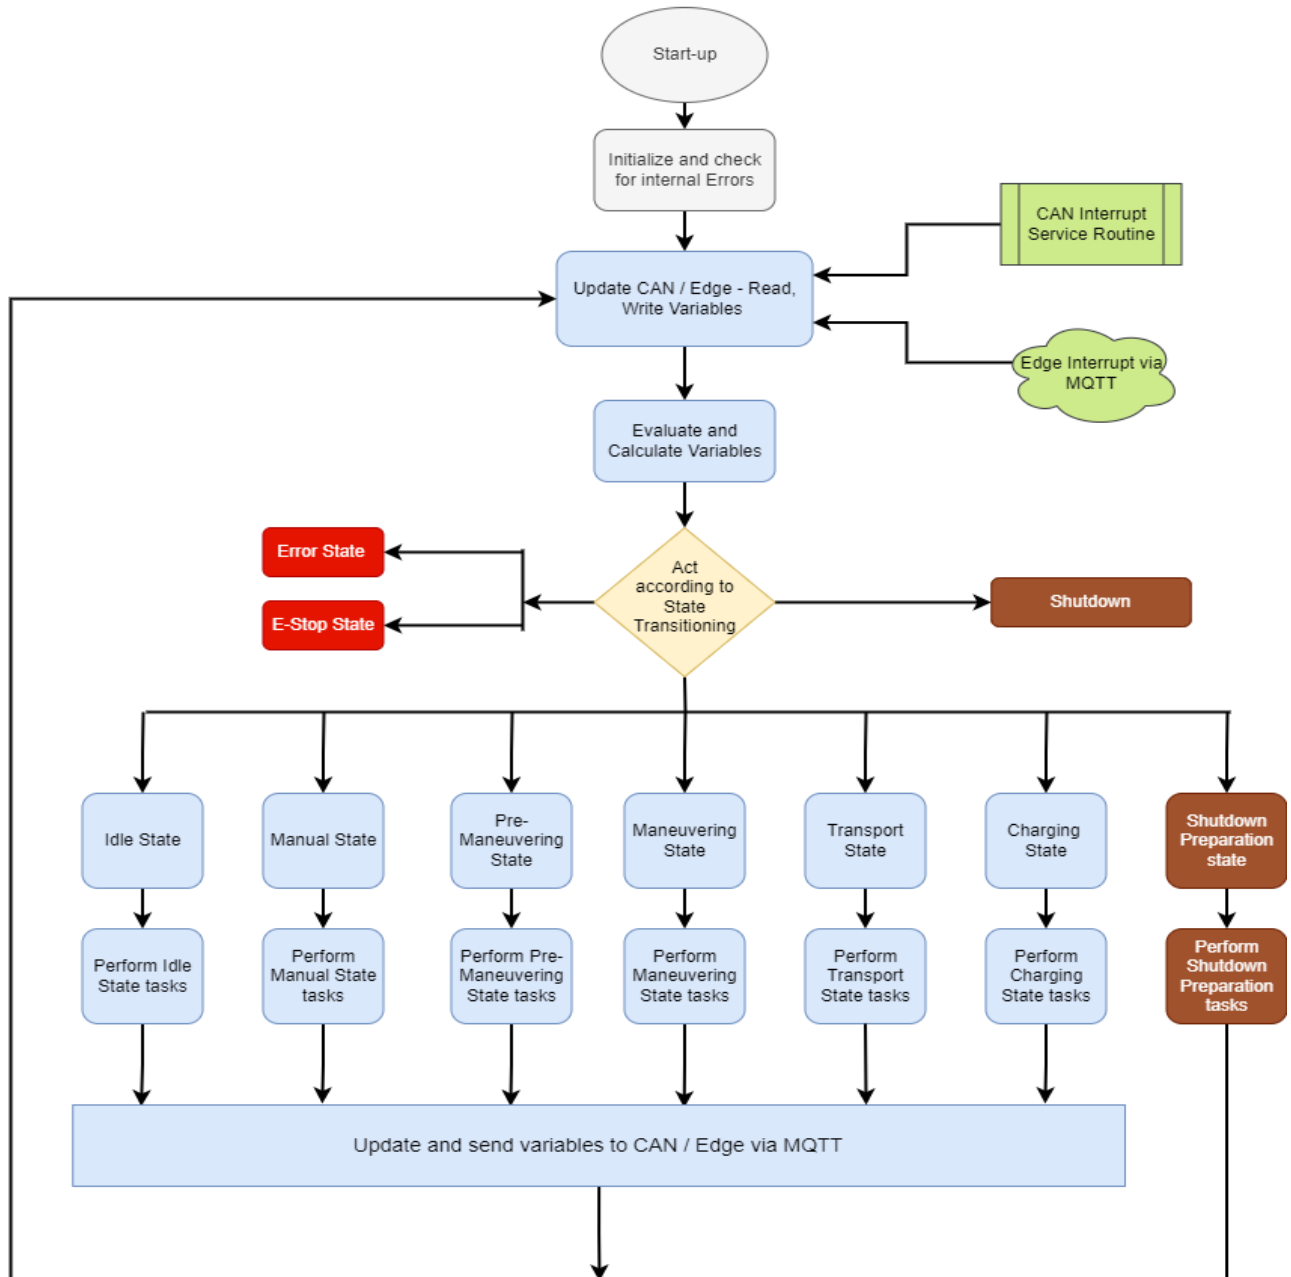 Start-up
Initialize and check
for internal Errors
CAN Interrupt
Service Routine
Update CAN / Edge - Read,
Write Variables
Edge Interrupt via
MQTT
Evaluate and
Calculate Variables
Error State
E-Stop State
Act
according to
State
Transitioning
Shutdown
Idle State
Manual State
Pre-
Maneuvering
State
Maneuvering
State
Transport
State
Charging
State
Shutdown
Preparation
state
Perform Idle
State tasks
Perform
Manual State
tasks
Perform Pre-
Maneuvering
State tasks
Perform
Maneuvering
State tasks
Perform
Transport
State tasks
Perform
Charging
State tasks
Perform
Shutdown
Preparation
tasks
Update and send variables to CAN / Edge via MQTT